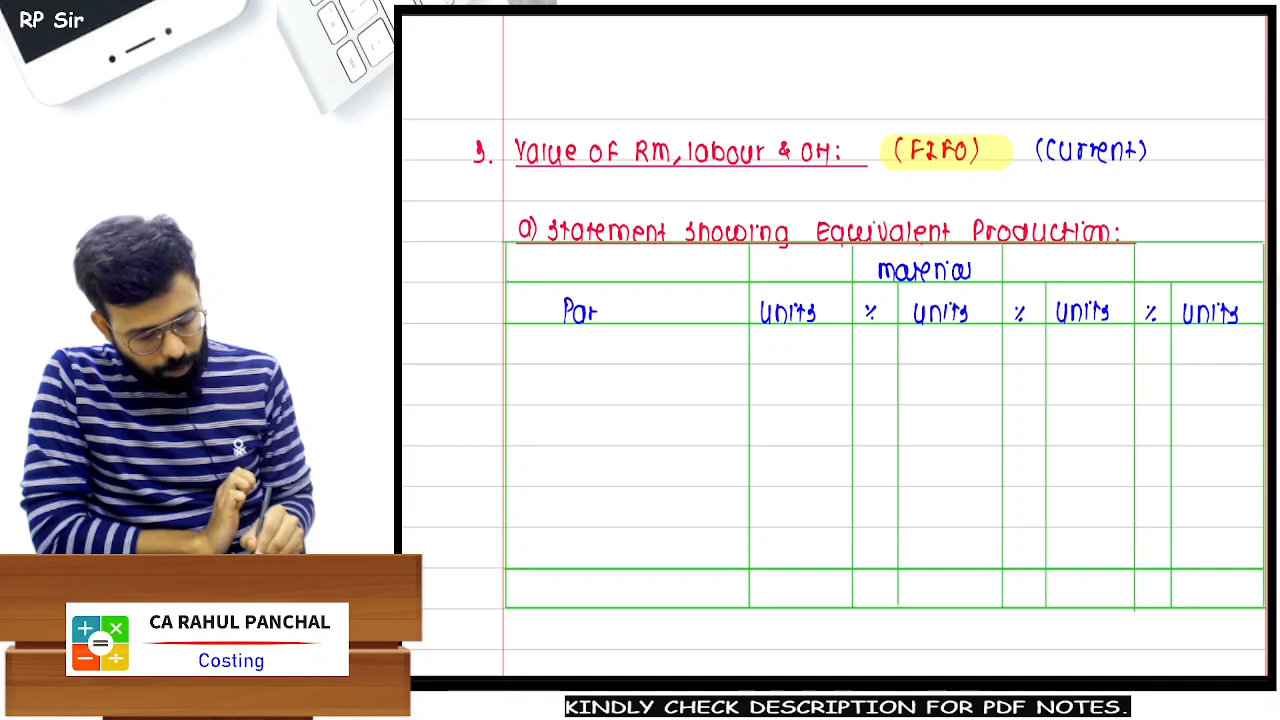 RP Sir
3. Value of RM, labour & OH: (FIFO) (Current)
a) Statement Showing Equivalent Production:
material
Par units % units % units % units
CA RAHUL PANCHAL
Costing
KINDLY CHECK DESCRIPTION FOR PDF NOTES.